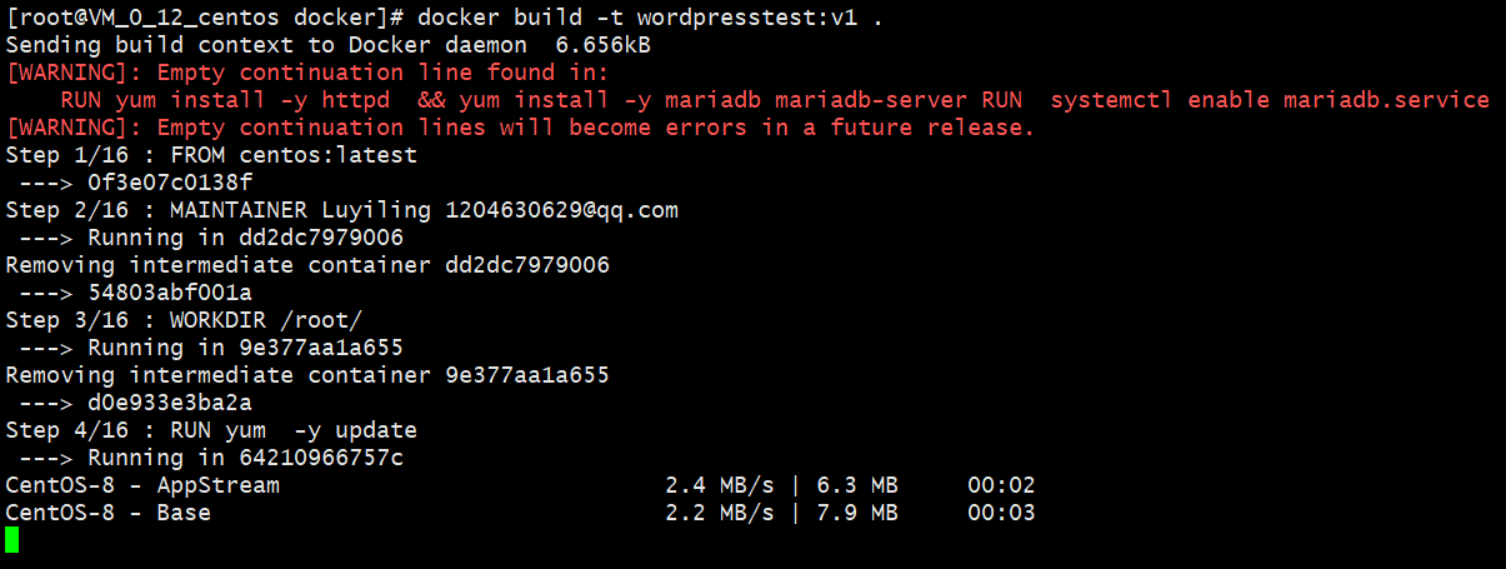 [root@VM_0_12_centos docker]# docker build -t wordpresstest:v1 .
Sending build context to Docker daemon  6.656kB
[WARNING]: Empty continuation line found in:
    RUN yum install -y httpd  && yum install -y mariadb mariadb-server RUN  systemctl enable mariadb.service
[WARNING]: Empty continuation lines will become errors in a future release.
Step 1/16 : FROM centos:latest
 ---> 0f3e07c0138f
Step 2/16 : MAINTAINER Luyiling 1204630629@qq.com
 ---> Running in dd2dc7979006
Removing intermediate container dd2dc7979006
 ---> 54803abf001a
Step 3/16 : WORKDIR /root/
 ---> Running in 9e377aa1a655
Removing intermediate container 9e377aa1a655
 ---> d0e933e3ba2a
Step 4/16 : RUN yum  -y update
 ---> Running in 64210966757c
CentOS-8 - AppStream                            2.4 MB/s | 6.3 MB     00:02
CentOS-8 - Base                                 2.2 MB/s | 7.9 MB     00:03